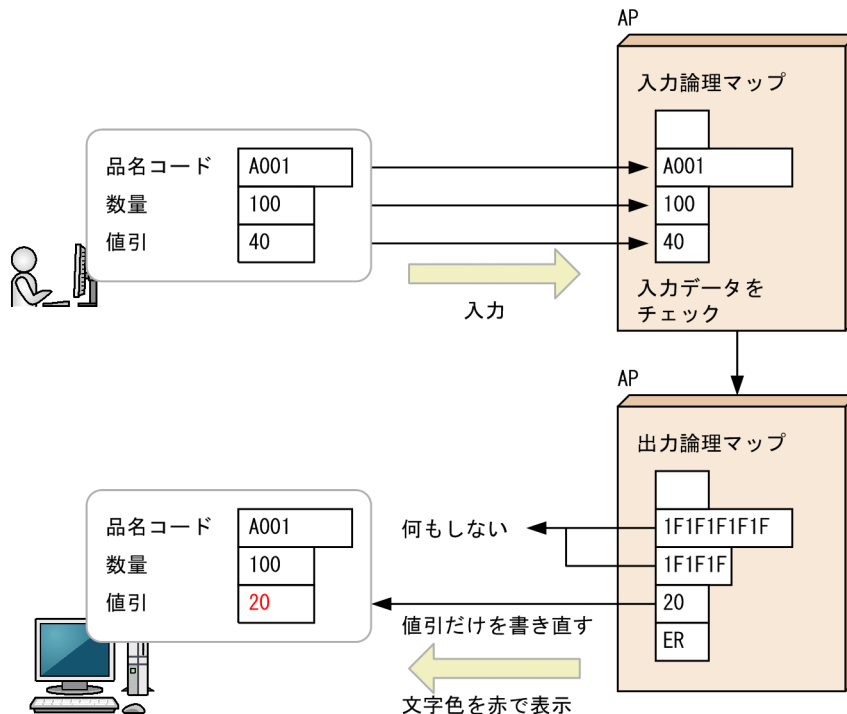 AP
入力論理マップ
品名コード A001
数量 100
値引 40
A001
100
40
入力
入力データを
チェック
AP
出力論理マップ
品名コード A001
数量 100
値引 20
何もしない
1F1F1F1F1F
1F1F1F
20
ER
値引だけを書き直す
文字色を赤で表示